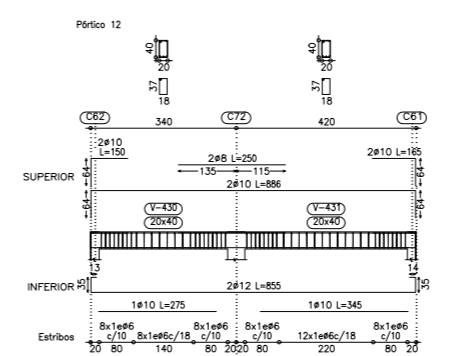 Pórtico 12
40
20
40
20
37
18
37
18
C62
C72
C61
340
420
2ø10
L=150
2ø8 L=250
2ø10 L=165
64
135
115
64
SUPERIOR
2ø10 L=886
64
64
V-430
V-431
20x40
20x40
13
14
35
INFERIOR
2ø12 L=855
35
1ø10 L=275
1ø10 L=345
8x1eø6
8x1eø6
8x1eø6
8x1eø6
Estribos
c/10
8x1eø6c/18
c/10
c/10
12x1eø6c/18
c/10
20
80
140
80
20
20
80
220
80
20